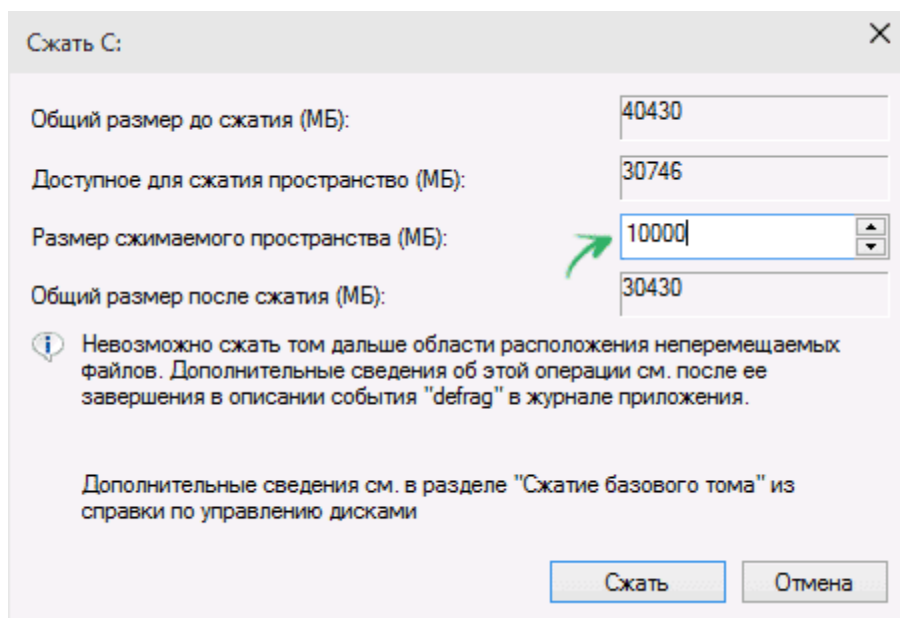 Сжать C:
Общий размер до сжатия (МБ): 40430
Доступное для сжатия пространство (МБ): 30746
Размер сжимаемого пространства (МБ): 10000
Общий размер после сжатия (МБ): 30430
Невозможно сжать том дальше области расположения неперемещаемых
файлов. Дополнительные сведения об этой операции см. после ее
завершения в описании события "defrag" в журнале приложения.
Дополнительные сведения см. в разделе "Сжатие базового тома" из
справки по управлению дисками
Сжать Отмена